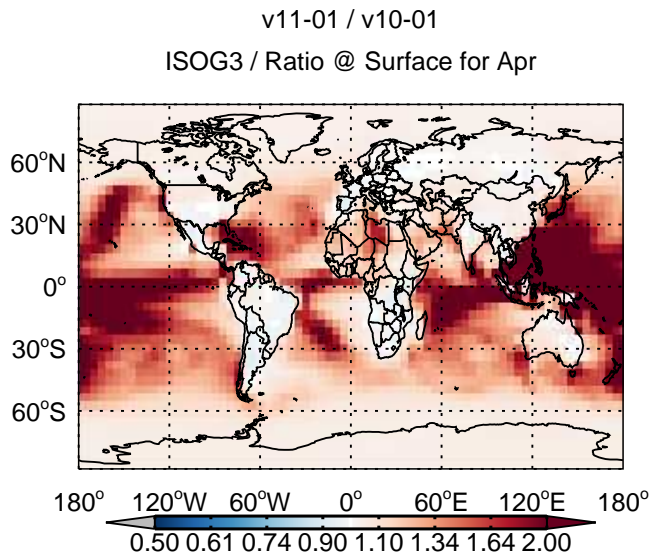 v11-01 / v10-01
ISOG3 / Ratio @ Surface for Apr
60°N
30°N
0°
30°S
60°S
180° 120°W 60°W 0° 60°E 120°E 180°
0.50 0.61 0.74 0.90 1.10 1.34 1.64 2.00